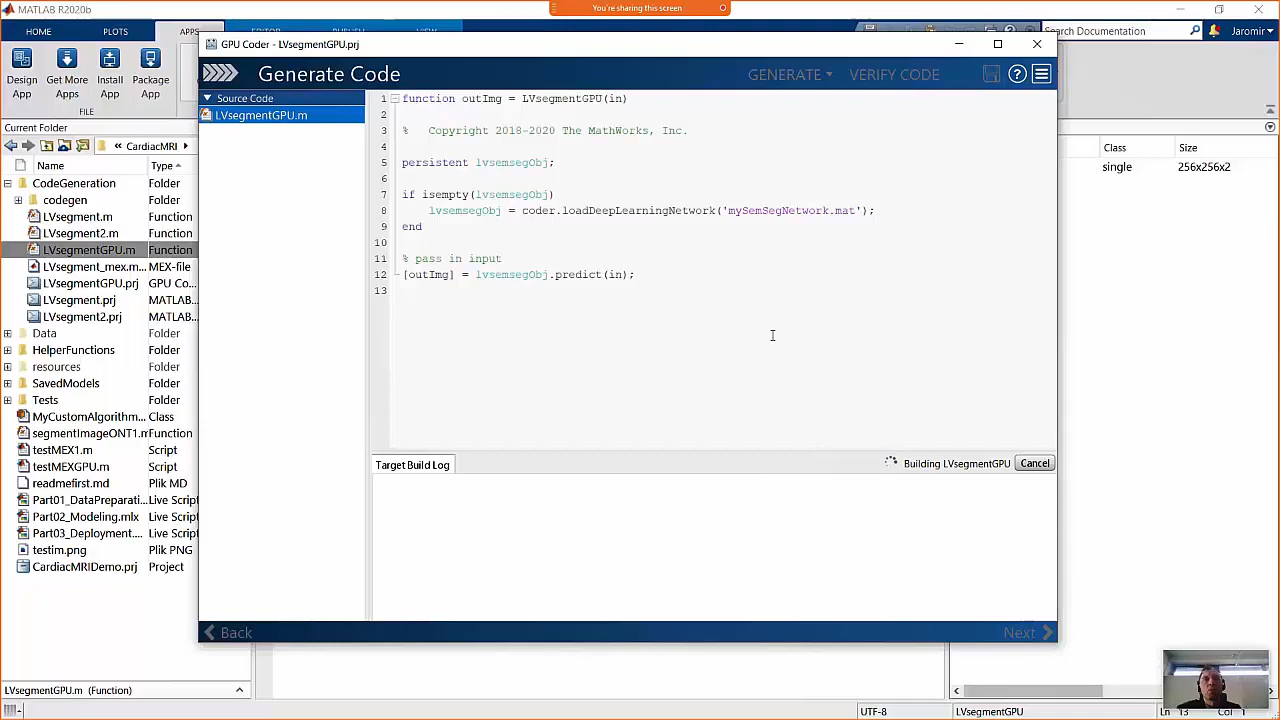 MATLAB R2020b
You're sharing this screen
HOME
PLOTS
APPS
Search Documentation
Jaromir
Design App
Get More Apps
Install App
Package App
FILE
GPU Coder - LVsegmentGPU.prj
Generate Code
GENERATE
VERIFY CODE
Current Folder
CardiacMRI
Name
Type
CodeGeneration Folder
codegen Folder
LVsegment.m Function
LVsegment2.m Function
LVsegmentGPU.m Function
LVsegment_mex.m... MEX-file
LVsegmentGPU.prj GPU Co...
LVsegment.prj MATLAB...
LVsegment2.prj MATLAB...
Data Folder
HelperFunctions Folder
resources Folder
SavedModels Folder
Tests Folder
MyCustomAlgorithm... Class
segmentImageONT1.m Function
testMEX1.m Script
testMEXGPU.m Script
readmefirst.md Plik MD
Part01_DataPreparati... Live Script
Part02_Modeling.mlx Live Script
Part03_Deployment.... Live Script
testim.png Plik PNG
CardiacMRIDemo.prj Project
Source Code
LVsegmentGPU.m
1 function outImg = LVsegmentGPU(in)
2
3 % Copyright 2018-2020 The MathWorks, Inc.
4
5 persistent lvsemsegObj;
6
7 if isempty(lvsemsegObj)
8 lvsemsegObj = coder.loadDeepLearningNetwork('mySemSegNetwork.mat');
9 end
10
11 % pass in input
12 [outImg] = lvsemsegObj.predict(in);
13
Class
Size
single
256x256x2
Target Build Log
Building LVsegmentGPU
Cancel
Back
Next
LVsegmentGPU.m (Function)
UTF-8
LVsegmentGPU
Ln 13 Col 1